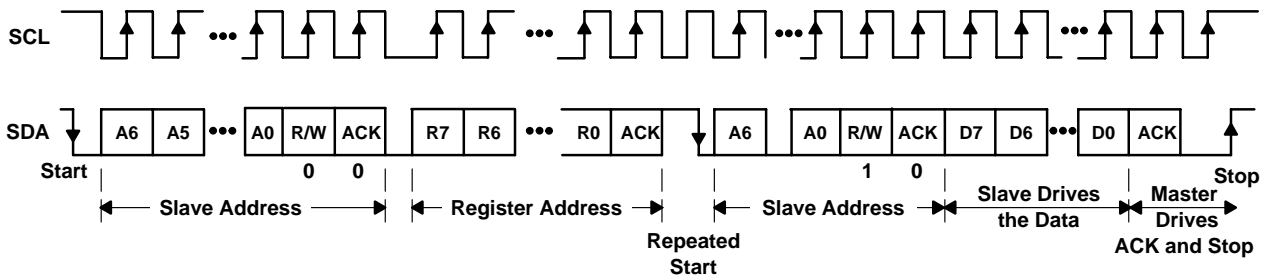 SCL ••• ••• ••• •••
SDA A6 A5 ••• A0 R/W ACK R7 R6 ••• R0 ACK A6 A0 R/W ACK D7 D6 ••• D0 ACK
Start 0 0 1 0 Stop
Slave Address Register Address Slave Address Slave Drives the Data Master Drives ACK and Stop
Repeated Start